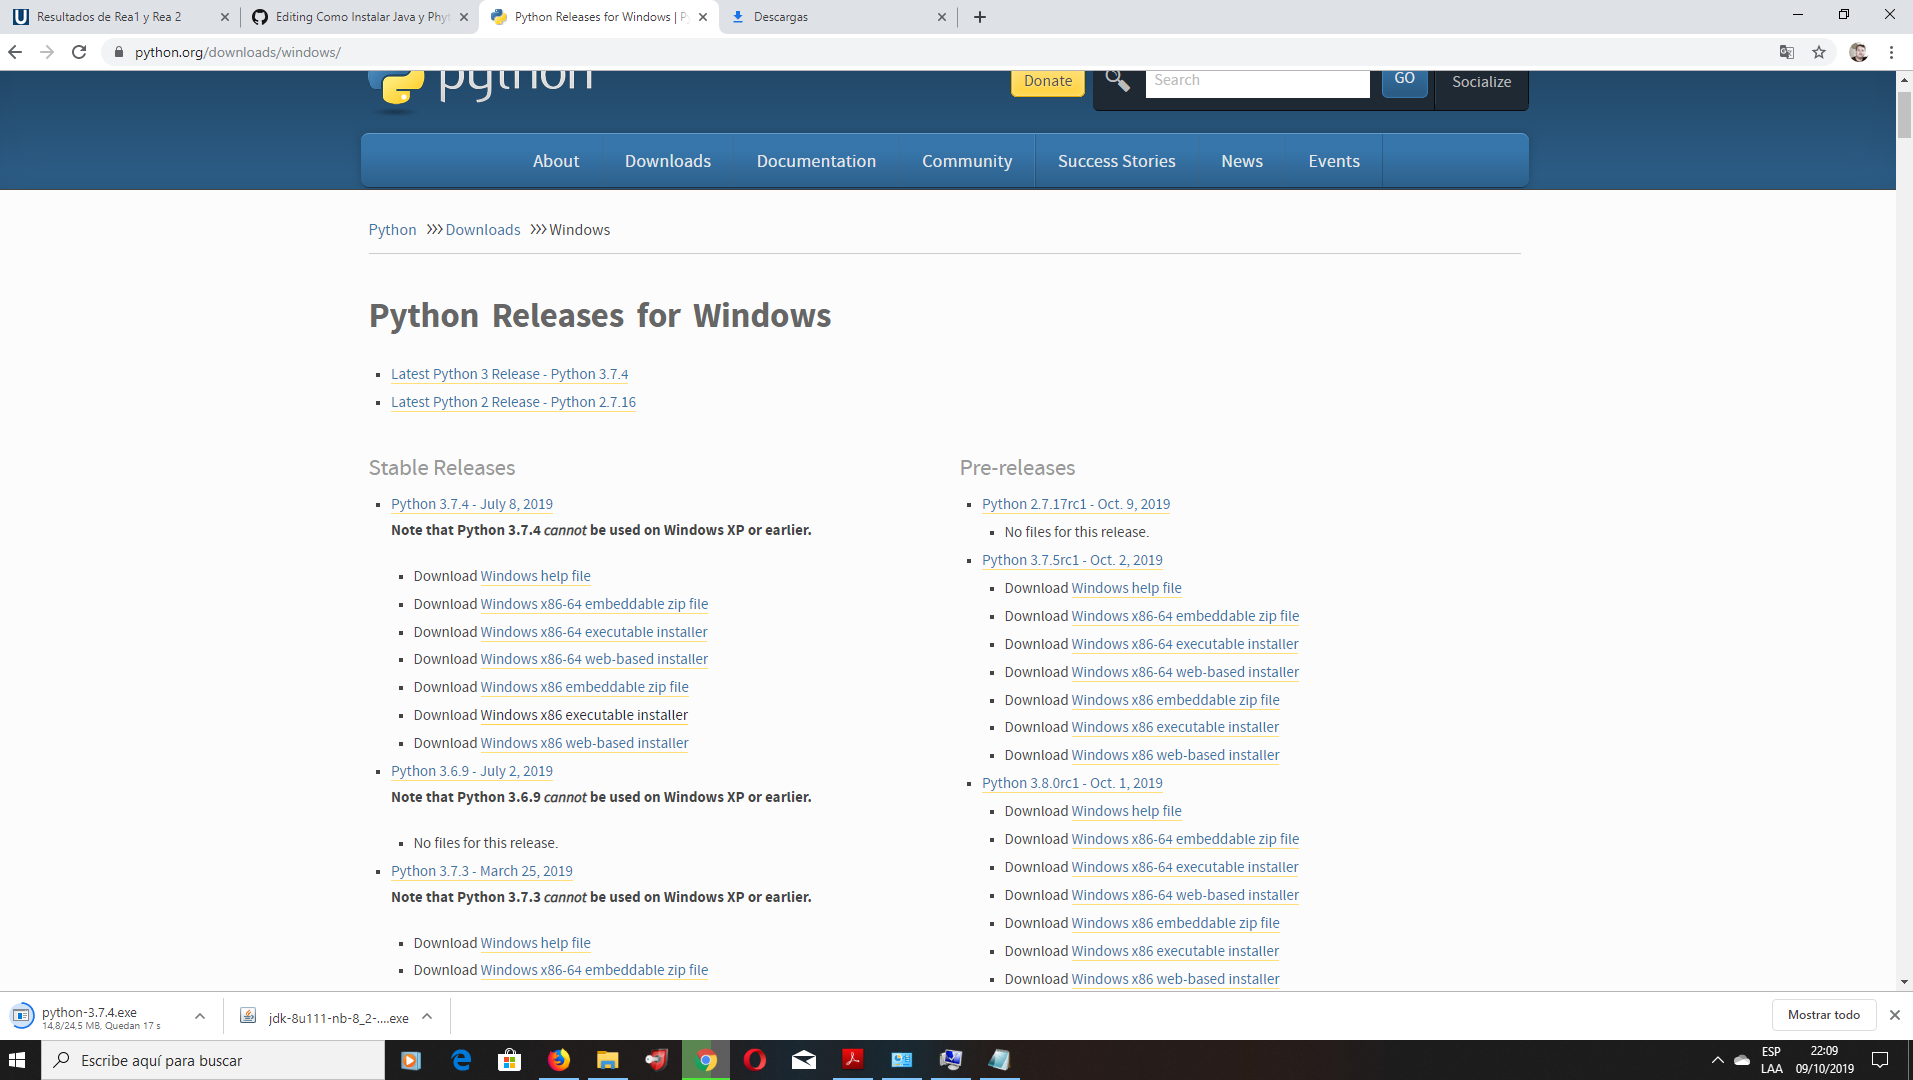 Resultados de Rea1 y Rea 2
Editing Como Instalar Java y Phyt
Python Releases for Windows | Py
Descargas
python.org/downloads/windows/
python
Donate
Search
GO
Socialize
About
Downloads
Documentation
Community
Success Stories
News
Events
Python >>> Downloads >>> Windows
Python Releases for Windows
Latest Python 3 Release - Python 3.7.4
Latest Python 2 Release - Python 2.7.16
Stable Releases
Python 3.7.4 - July 8, 2019
Note that Python 3.7.4 cannot be used on Windows XP or earlier.
Download Windows help file
Download Windows x86-64 embeddable zip file
Download Windows x86-64 executable installer
Download Windows x86-64 web-based installer
Download Windows x86 embeddable zip file
Download Windows x86 executable installer
Download Windows x86 web-based installer
Python 3.6.9 - July 2, 2019
Note that Python 3.6.9 cannot be used on Windows XP or earlier.
No files for this release.
Python 3.7.3 - March 25, 2019
Note that Python 3.7.3 cannot be used on Windows XP or earlier.
Download Windows help file
Download Windows x86-64 embeddable zip file
Pre-releases
Python 2.7.17rc1 - Oct. 9, 2019
No files for this release.
Python 3.7.5rc1 - Oct. 2, 2019
Download Windows help file
Download Windows x86-64 embeddable zip file
Download Windows x86-64 executable installer
Download Windows x86-64 web-based installer
Download Windows x86 embeddable zip file
Download Windows x86 executable installer
Download Windows x86 web-based installer
Python 3.8.0rc1 - Oct. 1, 2019
Download Windows help file
Download Windows x86-64 embeddable zip file
Download Windows x86-64 executable installer
Download Windows x86-64 web-based installer
Download Windows x86 embeddable zip file
Download Windows x86 executable installer
Download Windows x86 web-based installer
python-3.7.4.exe
14,8/24,5 MB, Quedan 17 s
jdk-8u111-nb-8_2-....exe
Mostrar todo
Escribe aquí para buscar
ESP
LAA
22:09
09/10/2019